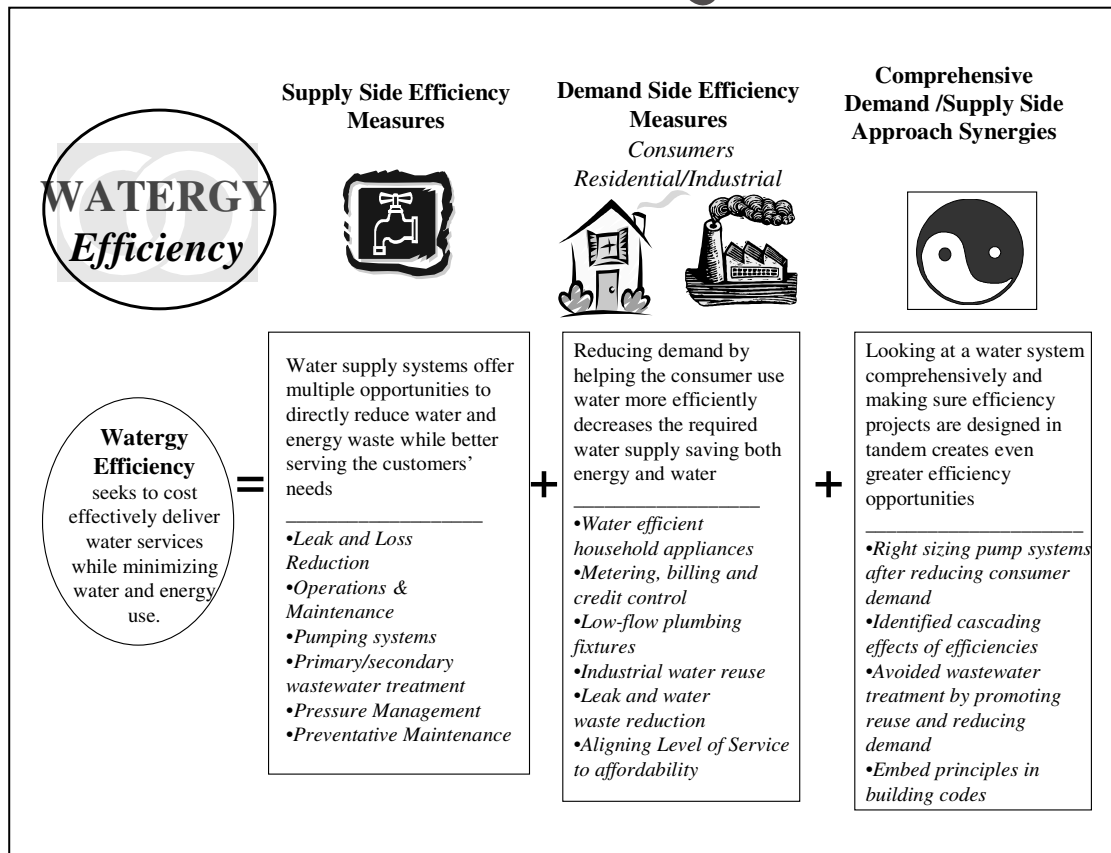 Supply Side Efficiency
Measures
Demand Side Efficiency
Measures
Consumers
Residential/Industrial
Comprehensive
Demand /Supply Side
Approach Synergies
WATERGY
Efficiency
Watergy
Efficiency
seeks to cost
effectively deliver
water services
while minimizing
water and energy
use.
=
Water supply systems offer
multiple opportunities to
directly reduce water and
energy waste while better
serving the customers’
needs
•Leak and Loss
Reduction
•Operations &
Maintenance
•Pumping systems
•Primary/secondary
wastewater treatment
•Pressure Management
•Preventative Maintenance
+
Reducing demand by
helping the consumer use
water more efficiently
decreases the required
water supply saving both
energy and water
•Water efficient
household appliances
•Metering, billing and
credit control
•Low-flow plumbing
fixtures
•Industrial water reuse
•Leak and water
waste reduction
•Aligning Level of Service
to affordability
+
Looking at a water system
comprehensively and
making sure efficiency
projects are designed in
tandem creates even
greater efficiency
opportunities
•Right sizing pump systems
after reducing consumer
demand
•Identified cascading
effects of efficiencies
•Avoided wastewater
treatment by promoting
reuse and reducing
demand
•Embed principles in
building codes